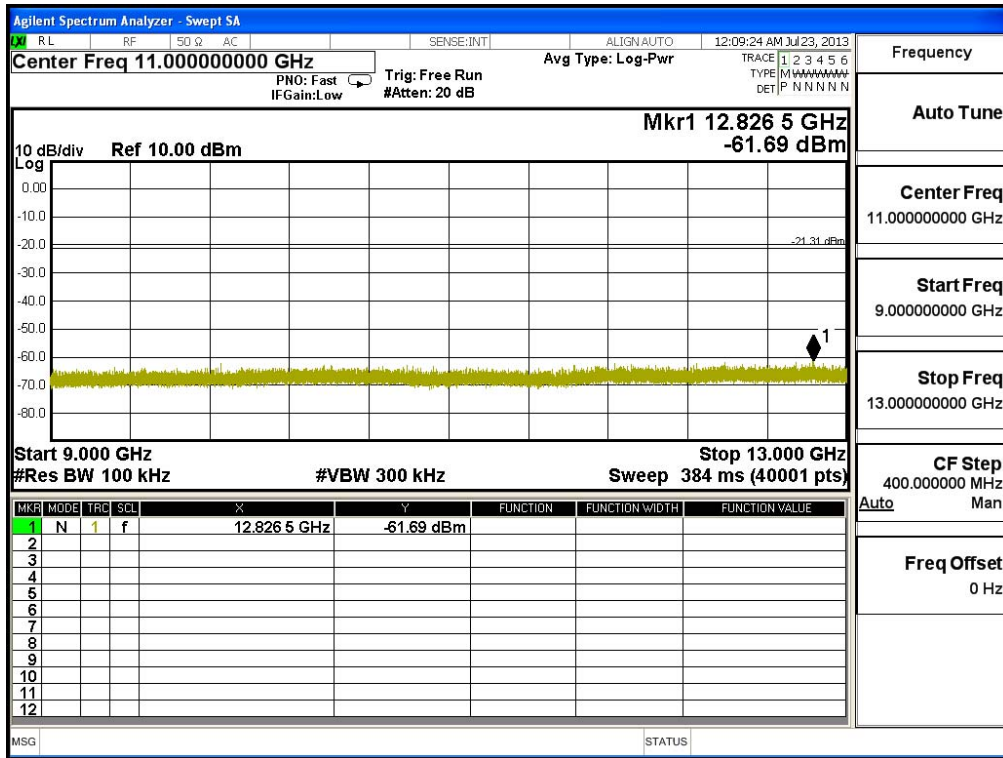 Agilent Spectrum Analyzer - Swept SA
LXI RL RF 50 Ω AC SENSE:INT ALIGN AUTO 12:09:24 AM Jul 23, 2013
Center Freq 11.000000000 GHz Avg Type: Log-Pwr TRACE 1 2 3 4 5 6
PNO: Fast Trig: Free Run TYPE M WWWWW
IFGain:Low #Atten: 20 dB DET P N N N N N
Mkr1 12.826 5 GHz
10 dB/div Ref 10.00 dBm -61.69 dBm
Log
0.00
-10.0
-20.0 -21.31 dBm
-30.0
-40.0
-50.0 1
-60.0
-70.0
-80.0
Start 9.000 GHz Stop 13.000 GHz
#Res BW 100 kHz #VBW 300 kHz Sweep 384 ms (40001 pts)
MKR MODE TRC SCL X Y FUNCTION FUNCTION WIDTH FUNCTION VALUE
1 N 1 f 12.826 5 GHz -61.69 dBm
2
3
4
5
6
7
8
9
10
11
12
MSG STATUS
Frequency
Auto Tune
Center Freq
11.000000000 GHz
Start Freq
9.000000000 GHz
Stop Freq
13.000000000 GHz
CF Step
400.000000 MHz
Auto Man
Freq Offset
0 Hz